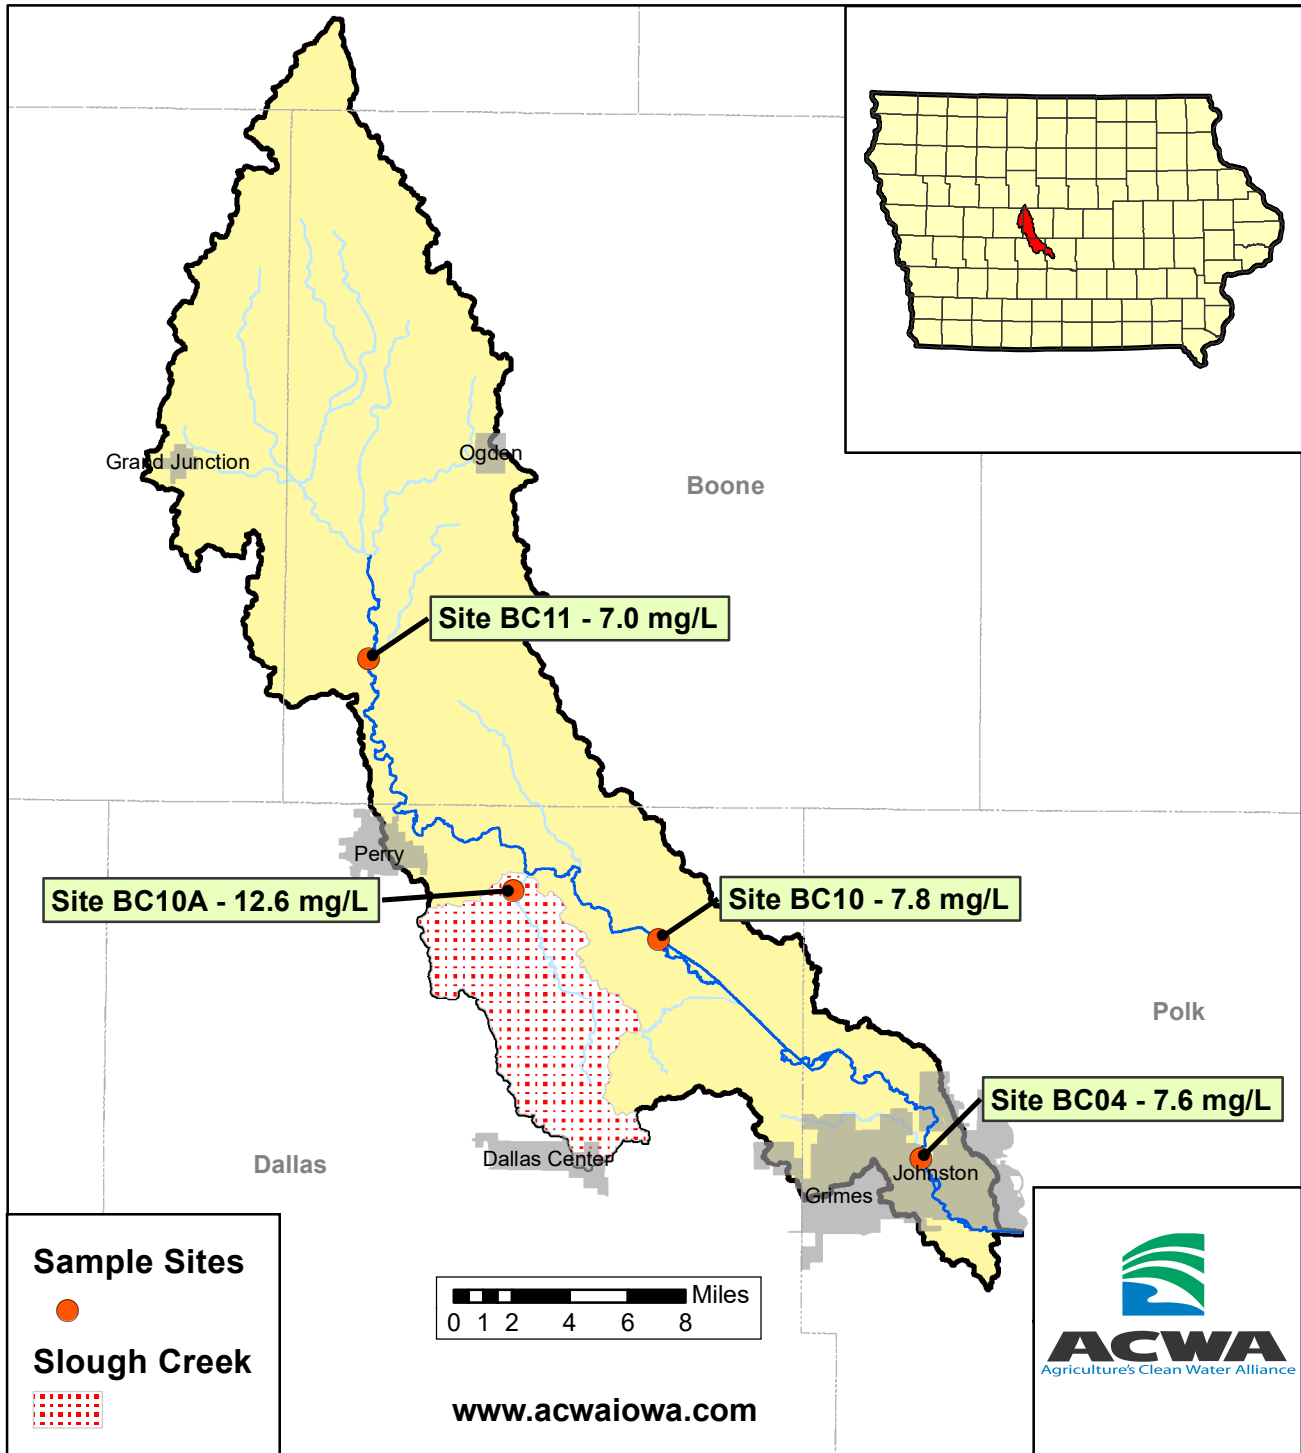 Grand Junction
Ogden
Boone
Site BC11 - 7.0 mg/L
Perry
Site BC10A - 12.6 mg/L
Site BC10 - 7.8 mg/L
Polk
Site BC04 - 7.6 mg/L
Dallas
Dallas Center
Johnston
Grimes
Sample Sites
Slough Creek
Miles
0 1 2 4 6 8
www.acwaiowa.com
ACWA
Agriculture's Clean Water Alliance